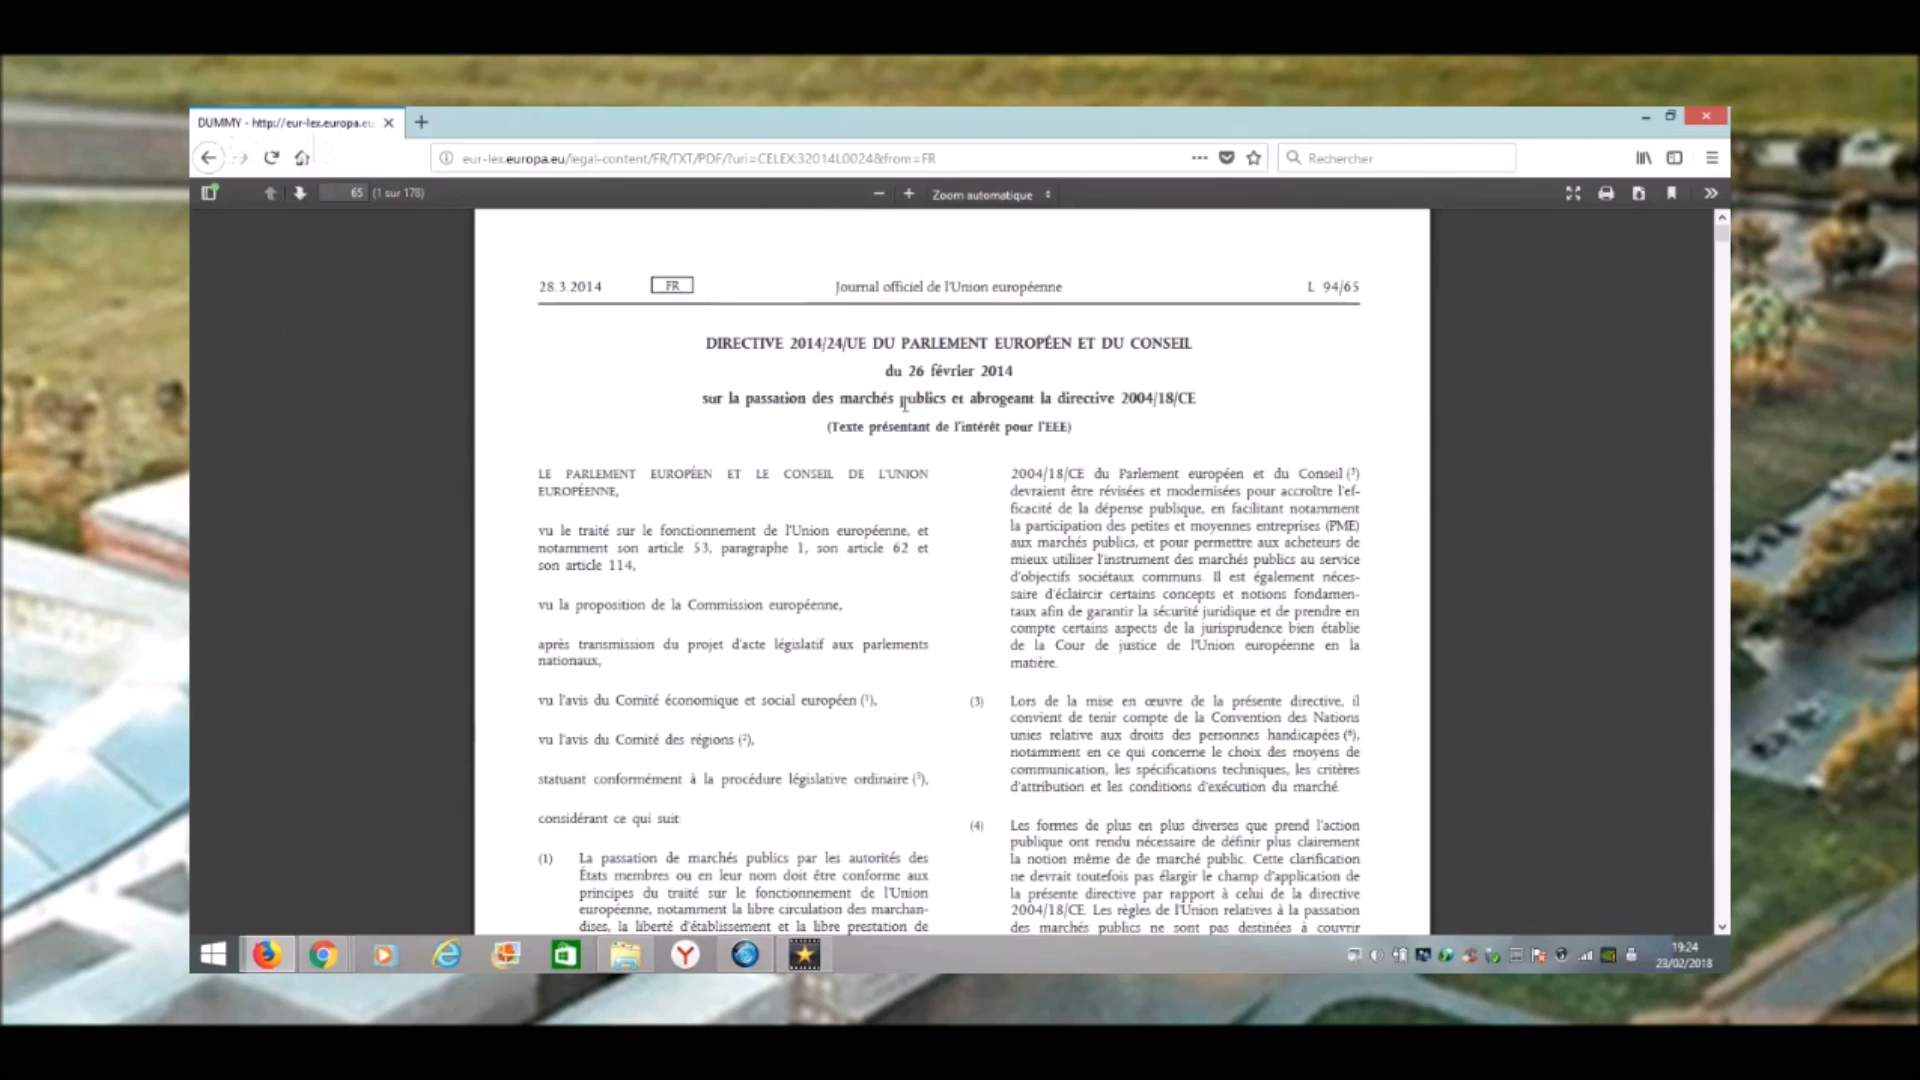 DUMMY - http://eur-lex.europa.eu
eur-lex.europa.eu/legal-content/FR/TXT/PDF/?uri=CELEX:32014L0024&from=FR
Rechercher
65 (1 sur 178)
Zoom automatique
28.3.2014
FR
Journal officiel de l'Union européenne
L 94/65
DIRECTIVE 2014/24/UE DU PARLEMENT EUROPÉEN ET DU CONSEIL
du 26 février 2014
sur la passation des marchés publics et abrogeant la directive 2004/18/CE
(Texte présentant de l'intérêt pour l'EEE)
LE PARLEMENT EUROPÉEN ET LE CONSEIL DE L'UNION
EUROPÉENNE,
vu le traité sur le fonctionnement de l'Union européenne, et
notamment son article 53, paragraphe 1, son article 62 et
son article 114,
vu la proposition de la Commission européenne,
après transmission du projet d'acte législatif aux parlements
nationaux,
vu l'avis du Comité économique et social européen (1),
vu l'avis du Comité des régions (2),
statuant conformément à la procédure législative ordinaire (3),
considérant ce qui suit:
(1) La passation de marchés publics par les autorités des
États membres ou en leur nom doit être conforme aux
principes du traité sur le fonctionnement de l'Union
européenne, notamment la libre circulation des marchan-
dises, la liberté d'établissement et la libre prestation de
2004/18/CE du Parlement européen et du Conseil (5)
devraient être révisées et modernisées pour accroître l'ef-
ficacité de la dépense publique, en facilitant notamment
la participation des petites et moyennes entreprises (PME)
aux marchés publics, et pour permettre aux acheteurs de
mieux utiliser l'instrument des marchés publics au service
d'objectifs sociétaux communs. Il est également néces-
saire d'éclaircir certains concepts et notions fondamen-
taux afin de garantir la sécurité juridique et de prendre en
compte certains aspects de la jurisprudence bien établie
de la Cour de justice de l'Union européenne en la
matière.
(3) Lors de la mise en œuvre de la présente directive, il
convient de tenir compte de la Convention des Nations
unies relative aux droits des personnes handicapées (6),
notamment en ce qui concerne le choix des moyens de
communication, les spécifications techniques, les critères
d'attribution et les conditions d'exécution du marché.
(4) Les formes de plus en plus diverses que prend l'action
publique ont rendu nécessaire de définir plus clairement
la notion même de de marché public. Cette clarification
ne devrait toutefois pas élargir le champ d'application de
la présente directive par rapport à celui de la directive
2004/18/CE. Les règles de l'Union relatives à la passation
des marchés publics ne sont pas destinées à couvrir
19:24
23/02/2018